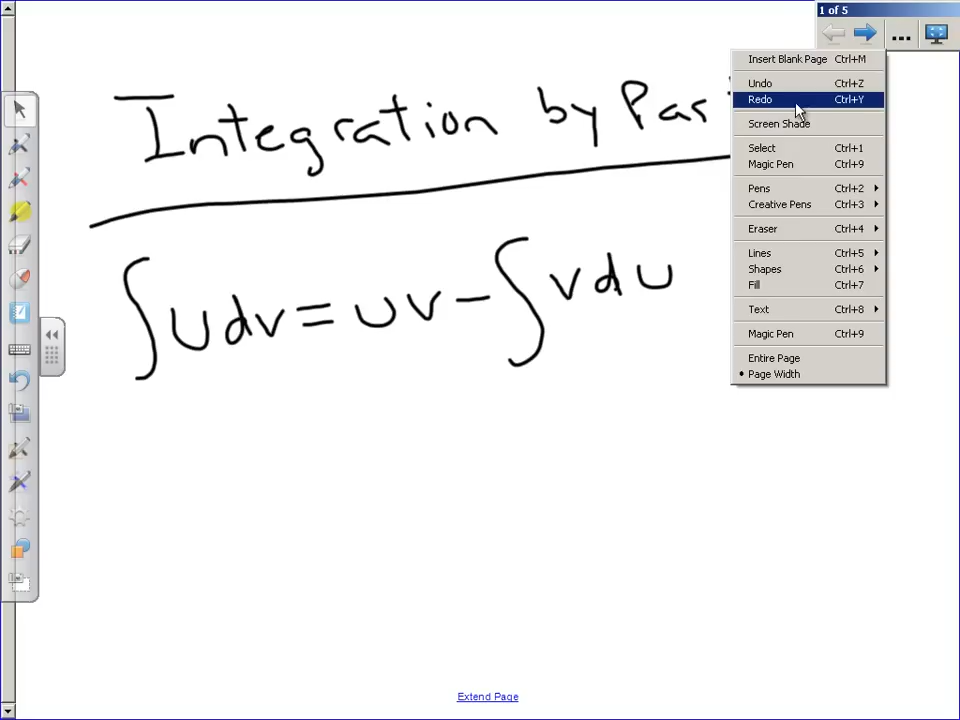 1 of 5
...
Insert Blank Page Ctrl+M
Undo Ctrl+Z
Redo Ctrl+Y
Screen Shade
Select Ctrl+1
Magic Pen Ctrl+9
Pens Ctrl+2
Creative Pens Ctrl+3
Eraser Ctrl+4
Lines Ctrl+5
Shapes Ctrl+6
Fill Ctrl+7
Text Ctrl+8
Magic Pen Ctrl+9
Entire Page
• Page Width
Integration by Par
∫ u dv = uv - ∫ v du
Extend Page